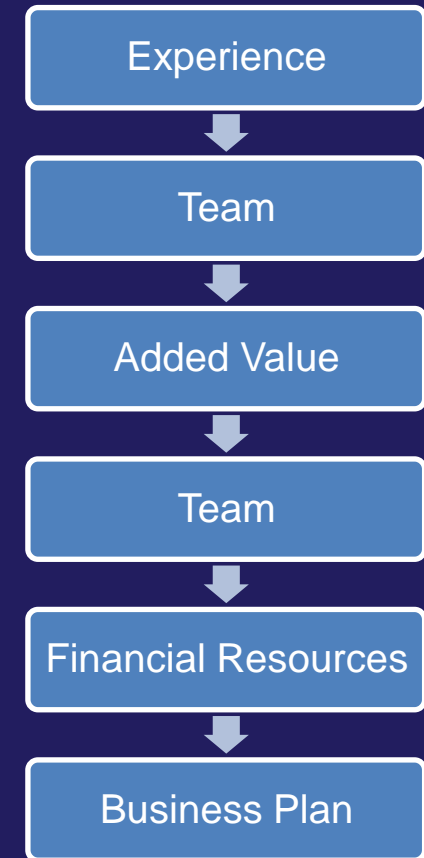 Experience
Team
Added Value
Team
Financial Resources
Business Plan